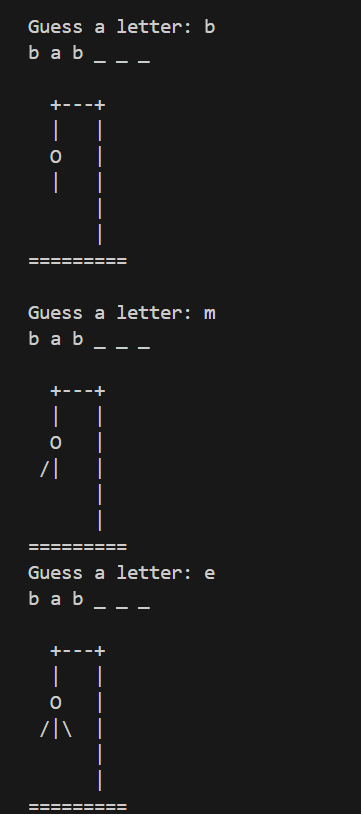 Guess a letter: b
b a b _ _ _

  +---+
  |   |
  O   |
  |   |
      |
      |
=========

Guess a letter: m
b a b _ _ _

  +---+
  |   |
  O   |
 /|   |
      |
      |
=========
Guess a letter: e
b a b _ _ _

  +---+
  |   |
  O   |
 /|\  |
      |
      |
=========